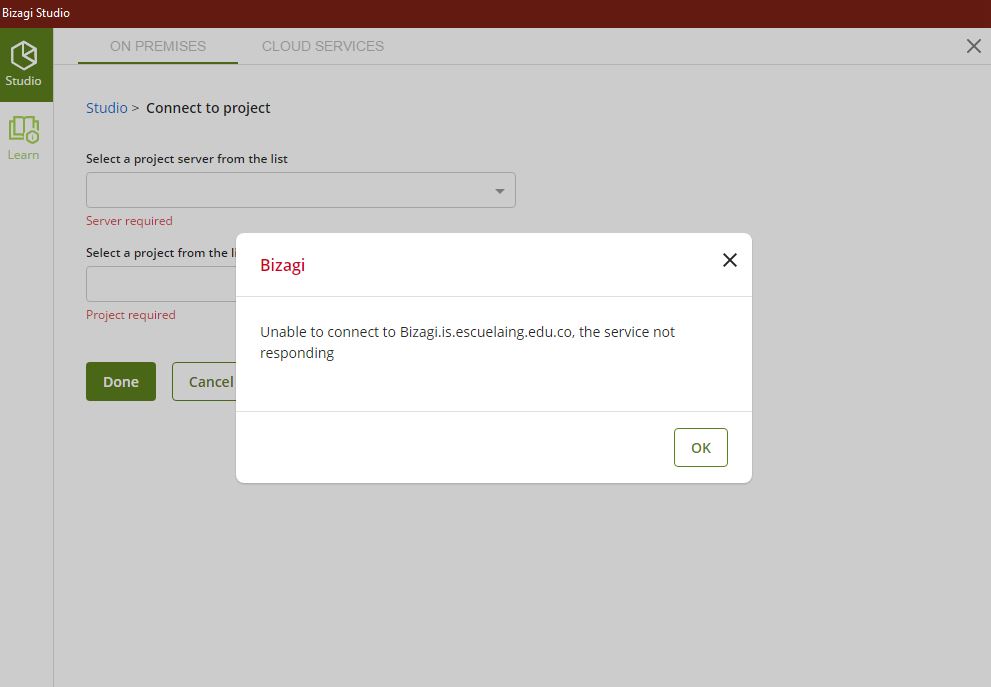 Bizagi Studio
ON PREMISES CLOUD SERVICES
Studio
Studio > Connect to project
Learn
Select a project server from the list
Server required
Select a project from the li
Project required
Done Cancel
Bizagi
Unable to connect to Bizagi.is.escuelaing.edu.co, the service not
responding
OK